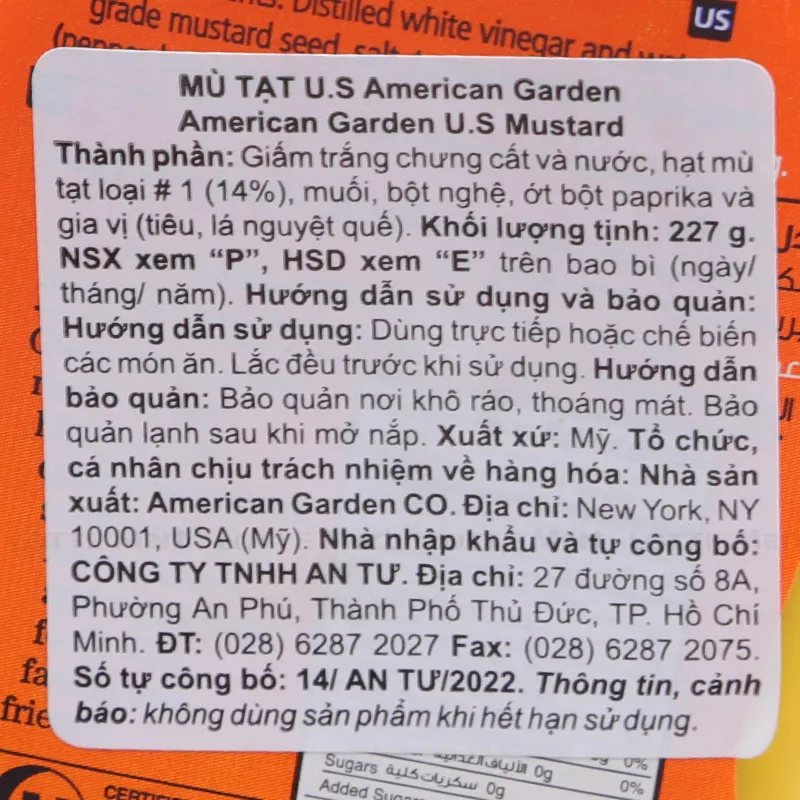 Distilled white vinegar and
grade mustard seed, salt,
US
MÙ TẠT U.S American Garden
American Garden U.S Mustard
Thành phần: Giấm trắng chưng cất và nước, hạt mù
tạt loại # 1 (14%), muối, bột nghệ, ớt bột paprika và
gia vị (tiêu, lá nguyệt quế). Khối lượng tịnh: 227 g.
NSX xem “P”, HSD xem “E” trên bao bì (ngày/
tháng/ năm). Hướng dẫn sử dụng và bảo quản:
Hướng dẫn sử dụng: Dùng trực tiếp hoặc chế biến
các món ăn. Lắc đều trước khi sử dụng. Hướng dẫn
bảo quản: Bảo quản nơi khô ráo, thoáng mát. Bảo
quản lạnh sau khi mở nắp. Xuất xứ: Mỹ. Tổ chức,
cá nhân chịu trách nhiệm về hàng hóa: Nhà sản
xuất: American Garden CO. Địa chỉ: New York, NY
10001, USA (Mỹ). Nhà nhập khẩu và tự công bố:
CÔNG TY TNHH AN TƯ. Địa chỉ: 27 đường số 8A,
Phường An Phú, Thành Phố Thủ Đức, TP. Hồ Chí
Minh. ĐT: (028) 6287 2027 Fax: (028) 6287 2075.
Số tự công bố: 14/ AN TƯ/2022. Thông tin, cảnh
báo: không dùng sản phẩm khi hết hạn sử dụng.
الألياف الغذائية 0g 0%
Sugars سكريات كلية 0g
Added 0%